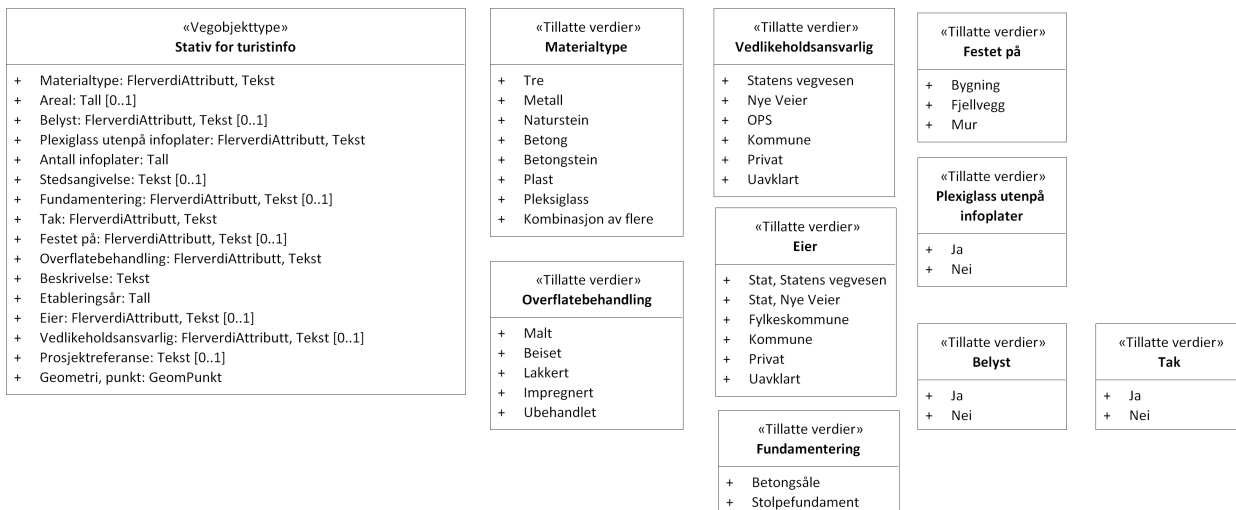 «Vegobjekttype»
Stativ for turistinfo
+ Materialtype: FlerverdiAttributt, Tekst
+ Areal: Tall [0..1]
+ Belyst: FlerverdiAttributt, Tekst [0..1]
+ Plexiglass utenpå infoplater: FlerverdiAttributt, Tekst
+ Antall infoplater: Tall
+ Stedsangivelse: Tekst [0..1]
+ Fundamentering: FlerverdiAttributt, Tekst [0..1]
+ Tak: FlerverdiAttributt, Tekst
+ Festet på: FlerverdiAttributt, Tekst [0..1]
+ Overflatebehandling: FlerverdiAttributt, Tekst
+ Beskrivelse: Tekst
+ Etableringsår: Tall
+ Eier: FlerverdiAttributt, Tekst [0..1]
+ Vedlikeholdsansvarlig: FlerverdiAttributt, Tekst [0..1]
+ Prosjektreferanse: Tekst [0..1]
+ Geometri, punkt: GeomPunkt
«Tillatte verdier»
Materialtype
+ Tre
+ Metall
+ Naturstein
+ Betong
+ Betongstein
+ Plast
+ Pleksiglass
+ Kombinasjon av flere
«Tillatte verdier»
Overflatebehandling
+ Malt
+ Beiset
+ Lakkert
+ Impregnert
+ Ubehandlet
«Tillatte verdier»
Vedlikeholdsansvarlig
+ Statens vegvesen
+ Nye Veier
+ OPS
+ Kommune
+ Privat
+ Uavklart
«Tillatte verdier»
Eier
+ Stat, Statens vegvesen
+ Stat, Nye Veier
+ Fylkeskommune
+ Kommune
+ Privat
+ Uavklart
«Tillatte verdier»
Fundamentering
+ Betongsåle
+ Stolpefundament
«Tillatte verdier»
Festet på
+ Bygning
+ Fjellvegg
+ Mur
«Tillatte verdier»
Plexiglass utenpå
infoplater
+ Ja
+ Nei
«Tillatte verdier»
Belyst
+ Ja
+ Nei
«Tillatte verdier»
Tak
+ Ja
+ Nei